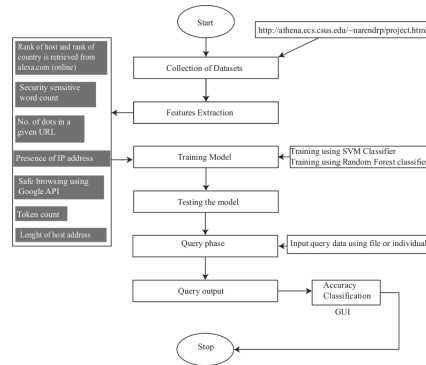 Start
http://athena.ecs.csus.edu/~narendrp/project.html
Collection of Datasets
Features Extraction
Rank of host and rank of
country is retrieved from
alexa.com (online)
Security sensitive
word count
No. of dots in a
given URL
Presence of IP address
Safe browsing using
Google API
Token count
Lenght of host address
Training Model
Training using SVM Classifier
Training using Random Forest classifier
Testing the model
Query phase
Input query data using file or individual
Query output
Accuracy
Classification
GUI
Stop